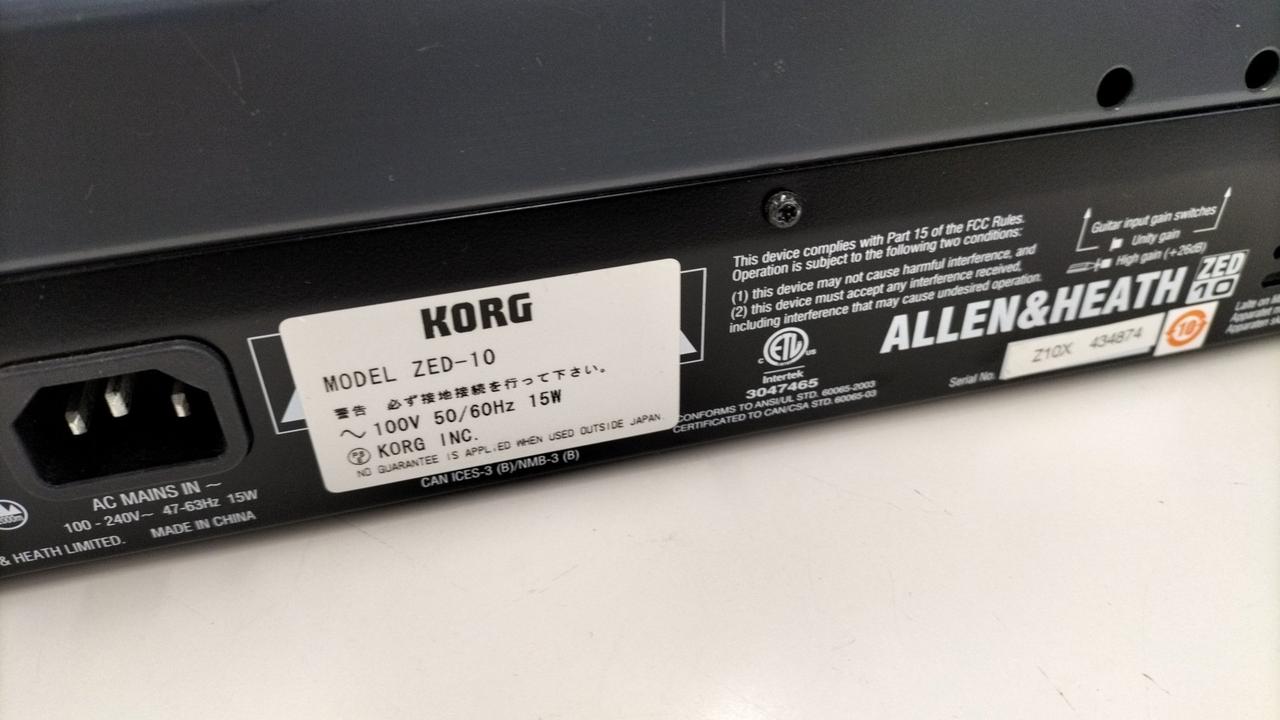 KORG
MODEL ZED-10
警告 必ず接地接続を行って下さい。
〜 100V 50/60Hz 15W
PS E KORG INC.
NO GUARANTEE IS APPLIED WHEN USED OUTSIDE JAPAN.
CAN ICES-3 (B)/NMB-3 (B)
AC MAINS IN ~
100 - 240V~ 47-63Hz 15W
& HEATH LIMITED. MADE IN CHINA
This device complies with Part 15 of the FCC Rules.
Operation is subject to the following two conditions:
(1) this device may not cause harmful interference, and
(2) this device must accept any interference received,
including interference that may cause undesired operation.
C ETL US
Intertek
3047465
CONFORMS TO ANSI/UL STD. 60065-2003
CERTIFICATED TO CAN/CSA STD. 60065-03
Guitar input gain switches
Unity gain
High gain (+26dB)
ALLEN&HEATH ZED 10
Serial No. Z10X 434874
10